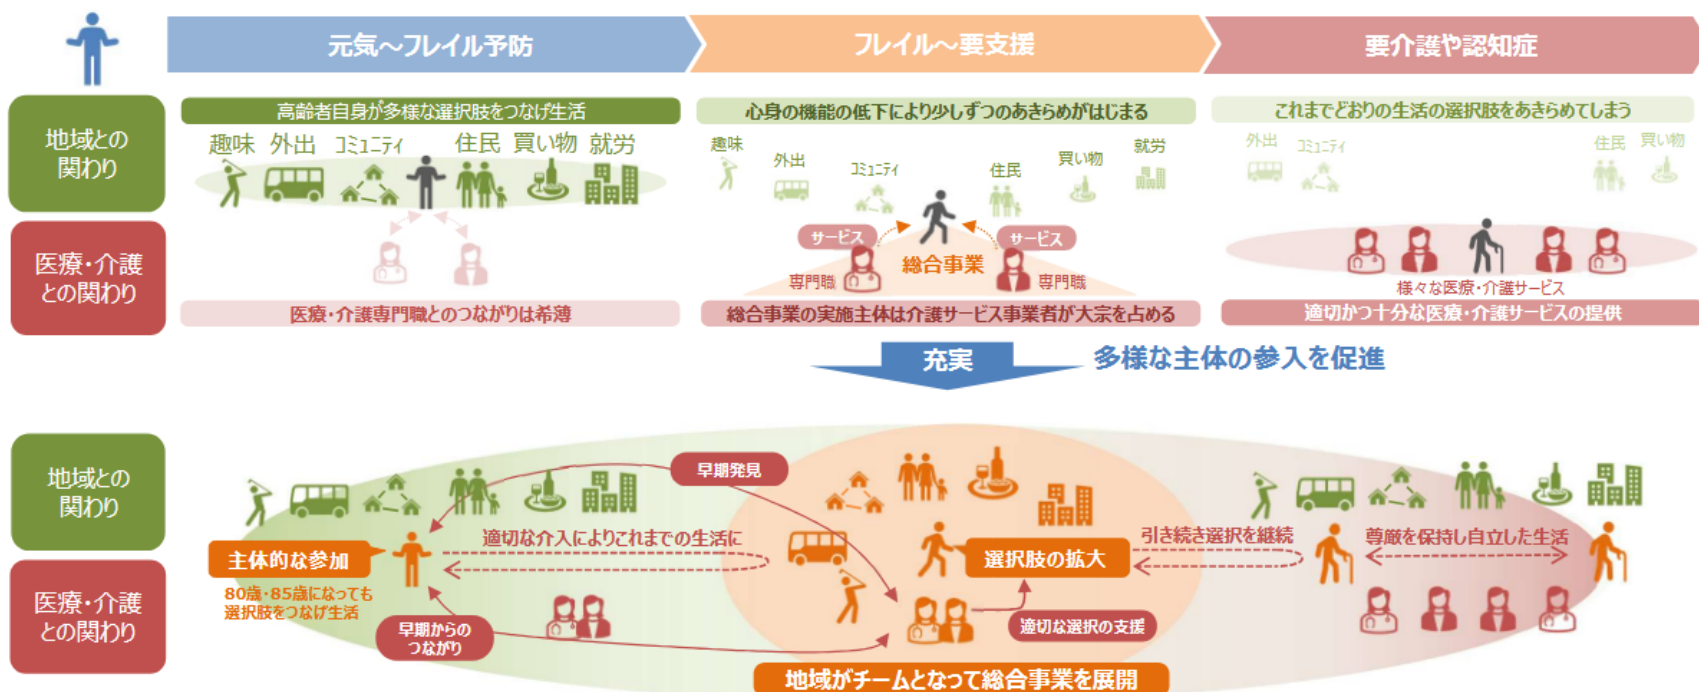 元気～フレイル予防
フレイル～要支援
要介護や認知症
地域との
関わり
高齢者自身が多様な選択肢をつなげ生活
趣味 外出 コミュニティ 住民 買い物 就労
心身の機能の低下により少しずつのあきらめがはじまる
趣味
外出
コミュニティ
住民
買い物
就労
これまでどおりの生活の選択肢をあきらめてしまう
外出
コミュニティ
住民
買い物
医療・介護
との関わり
医療・介護専門職とのつながりは希薄
サービス
サービス
総合事業
専門職
専門職
総合事業の実施主体は介護サービス事業者が大宗を占める
様々な医療・介護サービス
適切かつ十分な医療・介護サービスの提供
充実
多様な主体の参入を促進
地域との
関わり
医療・介護
との関わり
早期発見
主体的な参加
80歳・85歳になっても
選択肢をつなげ生活
適切な介入によりこれまでの生活に
早期からの
つながり
選択肢の拡大
適切な選択の支援
引き続き選択を継続
尊厳を保持し自立した生活
地域がチームとなって総合事業を展開